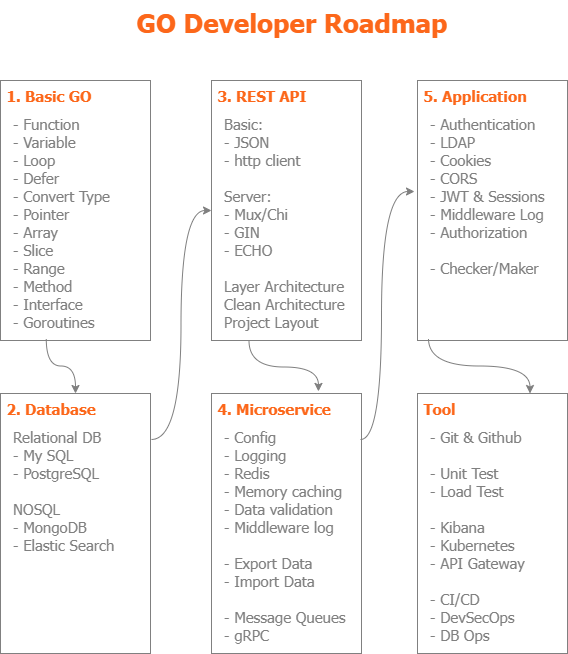 GO Developer Roadmap
1. Basic GO
- Function
- Variable
- Loop
- Defer
- Convert Type
- Pointer
- Array
- Slice
- Range
- Method
- Interface
- Goroutines
2. Database
Relational DB
- My SQL
- PostgreSQL
NOSQL
- MongoDB
- Elastic Search
3. REST API
Basic:
- JSON
- http client
Server:
- Mux/Chi
- GIN
- ECHO
Layer Architecture
Clean Architecture
Project Layout
4. Microservice
- Config
- Logging
- Redis
- Memory caching
- Data validation
- Middleware log
- Export Data
- Import Data
- Message Queues
- gRPC
5. Application
- Authentication
- LDAP
- Cookies
- CORS
- JWT & Sessions
- Middleware Log
- Authorization
- Checker/Maker
Tool
- Git & Github
- Unit Test
- Load Test
- Kibana
- Kubernetes
- API Gateway
- CI/CD
- DevSecOps
- DB Ops